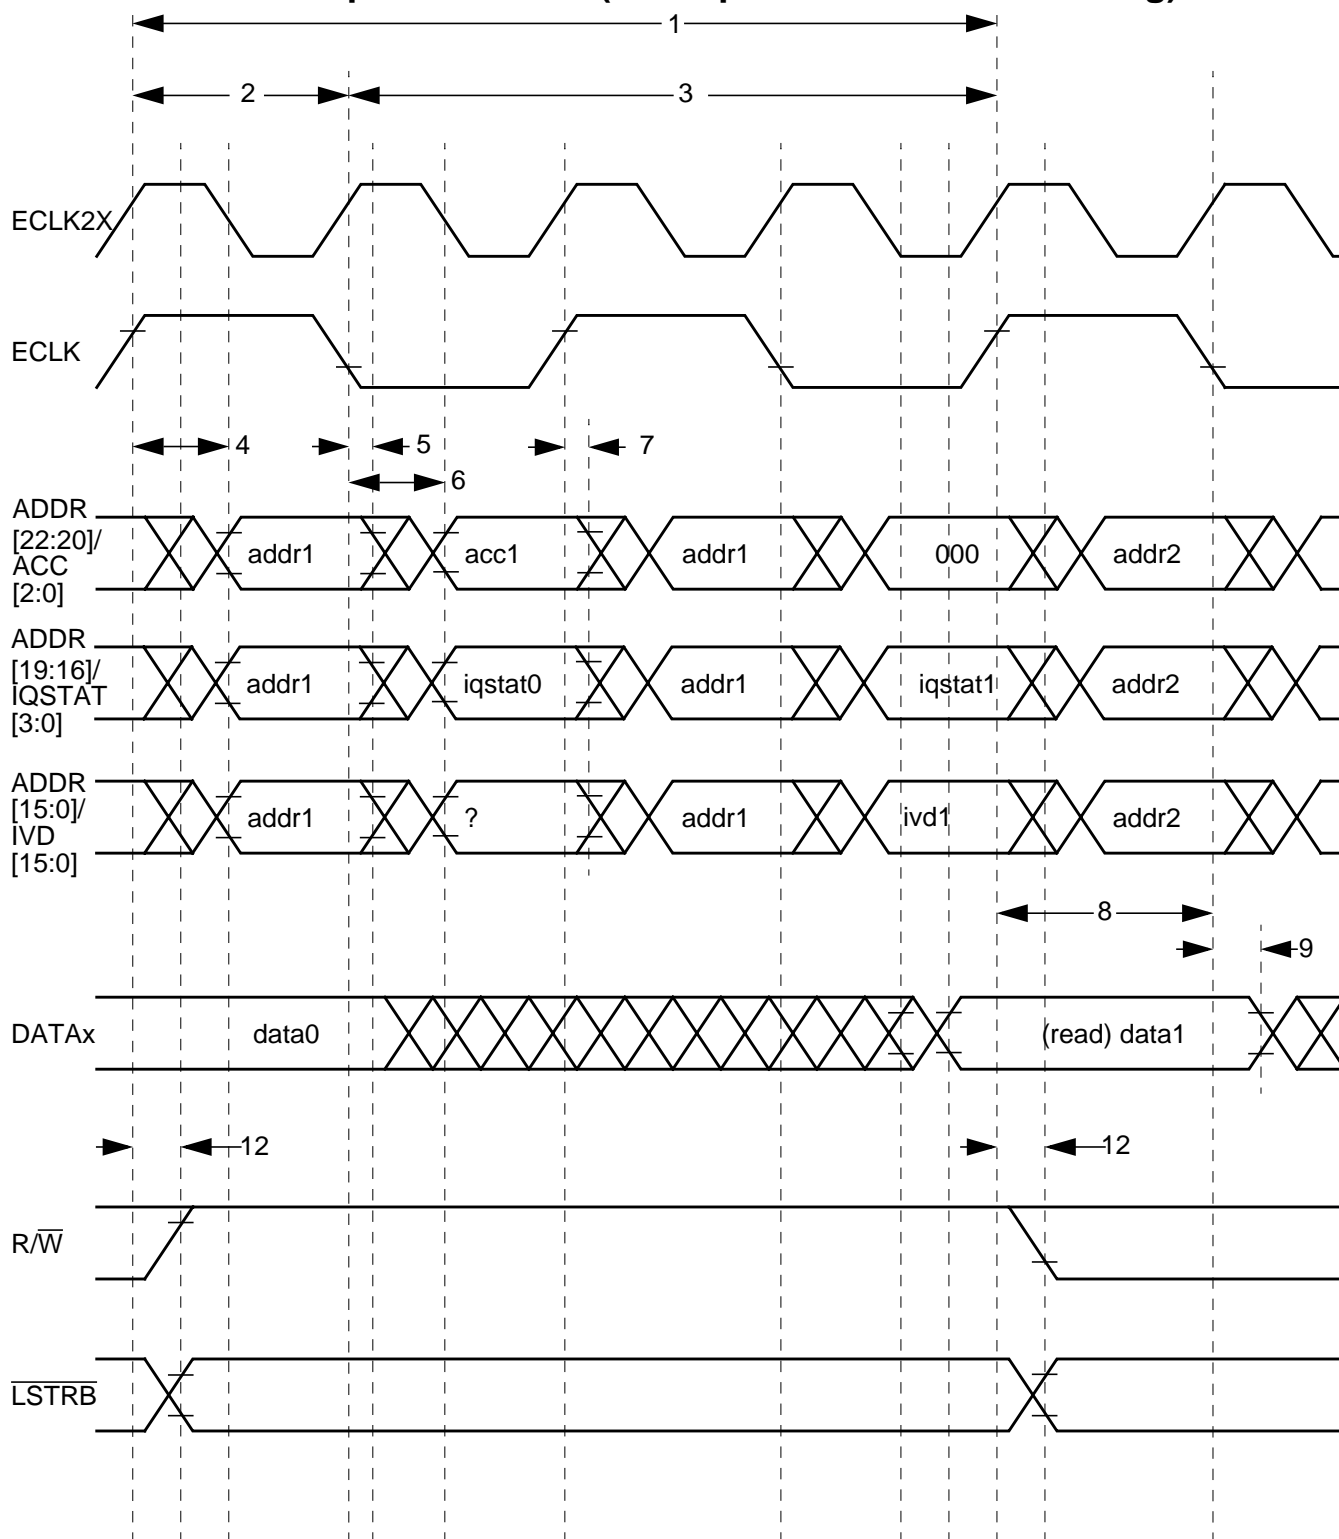 1
2
3
ECLK2X
ECLK
4
5
7
6
ADDR
[22:20]/
ACC
[2:0]
addr1
acc1
addr1
000
addr2
ADDR
[19:16]/
IQSTAT
[3:0]
addr1
iqstat0
addr1
iqstat1
addr2
ADDR
[15:0]/
IVD
[15:0]
addr1
?
addr1
ivd1
addr2
8
9
DATAx
data0
(read) data1
12
12
R/W
LSTRB